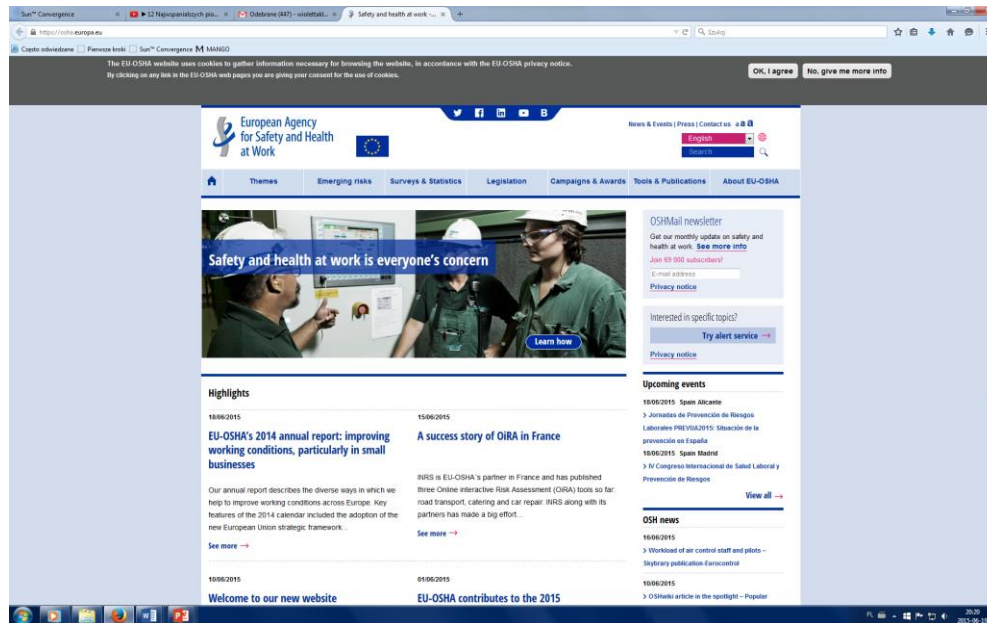 Sun™ Convergence
▶ 12 Najwspanialszych pio...
Odebrane (447) - violettald...
Safety and health at work -...
https://osha.europa.eu
Szukaj
Często odwiedzane
Pierwsze kroki
Sun™ Convergence
MANGO
The EU-OSHA website uses cookies to gather information necessary for browsing the website, in accordance with the EU-OSHA privacy notice.
By clicking on any link in the EU-OSHA web pages you are giving your consent for the use of cookies.
OK, I agree
No, give me more info
European Agency
for Safety and Health
at Work
News & Events | Press | Contact us a a a
English
Search
Themes
Emerging risks
Surveys & Statistics
Legislation
Campaigns & Awards
Tools & Publications
About EU-OSHA
Safety and health at work is everyone's concern
Learn how
OSHMail newsletter
Get our monthly update on safety and
health at work. See more info
Join 69 000 subscribers!
E-mail address
Privacy notice
Interested in specific topics?
Try alert service →
Privacy notice
Highlights
18/06/2015
EU-OSHA's 2014 annual report: improving
working conditions, particularly in small
businesses
Our annual report describes the diverse ways in which we
help to improve working conditions across Europe. Key
features of the 2014 calendar included the adoption of the
new European Union strategic framework...
See more →
15/06/2015
A success story of OiRA in France
INRS is EU-OSHA's partner in France and has published
three Online interactive Risk Assessment (OiRA) tools so far:
road transport, catering and car repair. INRS along with its
partners has made a big effort...
See more →
10/06/2015
Welcome to our new website
01/06/2015
EU-OSHA contributes to the 2015
Upcoming events
18/06/2015 Spain Alicante
> Jornadas de Prevención de Riesgos
Laborales PREVUA2015: Situación de la
prevención en España
18/06/2015 Spain Madrid
> IV Congreso Internacional de Salud Laboral y
Prevención de Riesgos
View all →
OSH news
16/06/2015
> Workload of air control staff and pilots –
Skybrary publication-Eurocontrol
10/06/2015
> OSHwiki article in the spotlight – Popular
PL
20:20
2015-06-19